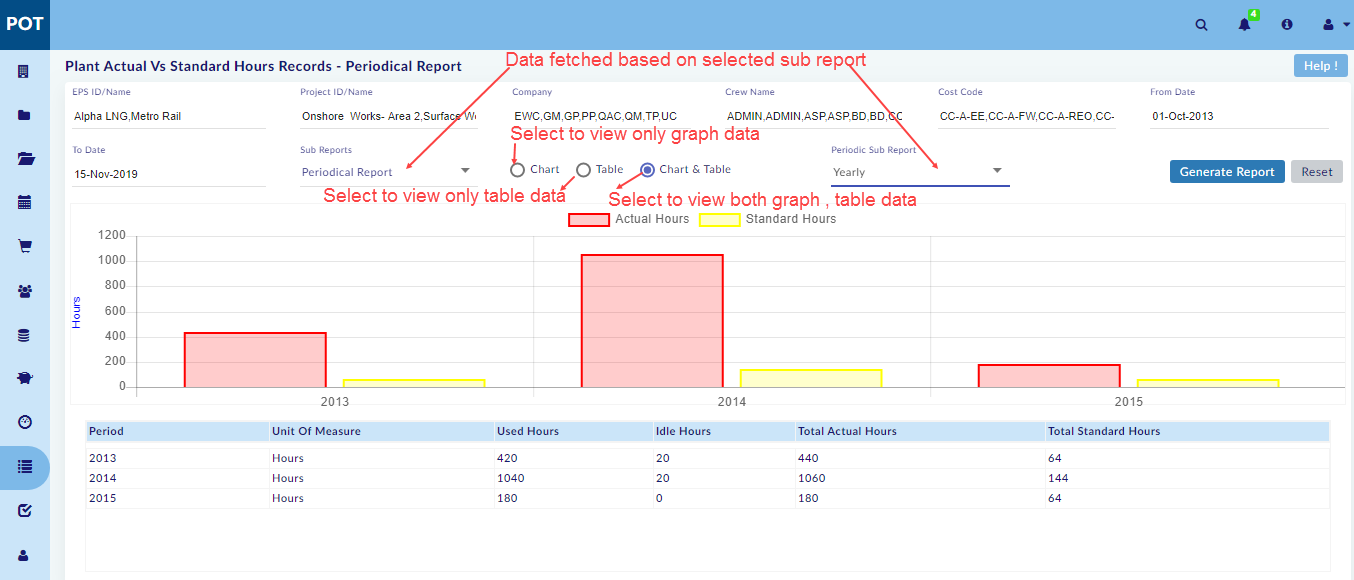 POT
4
Plant Actual Vs Standard Hours Records - Periodical Report
Data fetched based on selected sub report
Help !
EPS ID/Name
Project ID/Name
Company
Crew Name
Cost Code
From Date
Alpha LNG,Metro Rail
Onshore Works- Area 2,Surface
EWC,GM,GP,PP,QAC,QM,TP,UC
ADMIN,ADMIN,ASP,ASP,BD,BD,CC
CC-A-EE,CC-A-FW,CC-A-REO,CC-
01-Oct-2013
Select to view only graph data
To Date
Sub Reports
Periodic Sub Report
15-Nov-2019
Periodical Report
Chart
Table
Chart & Table
Yearly
Generate Report
Reset
Select to view only table data
Select to view both graph , table data
Actual Hours
Standard Hours
1200
1000
800
600
400
200
0
Hours
2013
2014
2015
Period Unit Of Measure Used Hours Idle Hours Total Actual Hours Total Standard Hours
2013 Hours 420 20 440 64
2014 Hours 1040 20 1060 144
2015 Hours 180 0 180 64